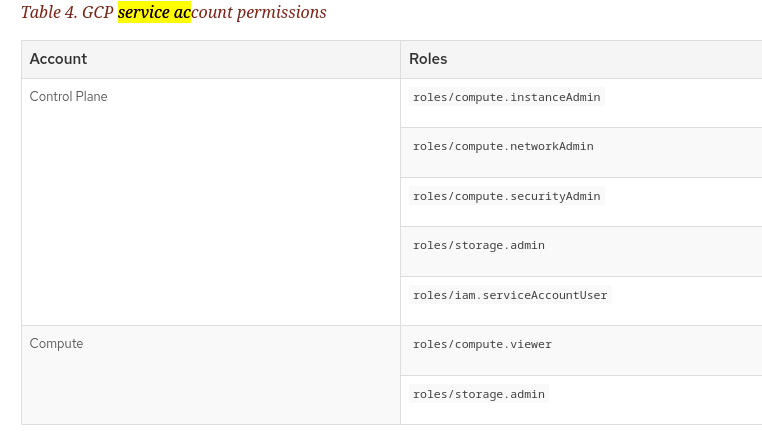 Table 4. GCP service account permissions
Account Roles
Control Plane roles/compute.instanceAdmin
roles/compute.networkAdmin
roles/compute.securityAdmin
roles/storage.admin
roles/iam.serviceAccountUser
Compute roles/compute.viewer
roles/storage.admin